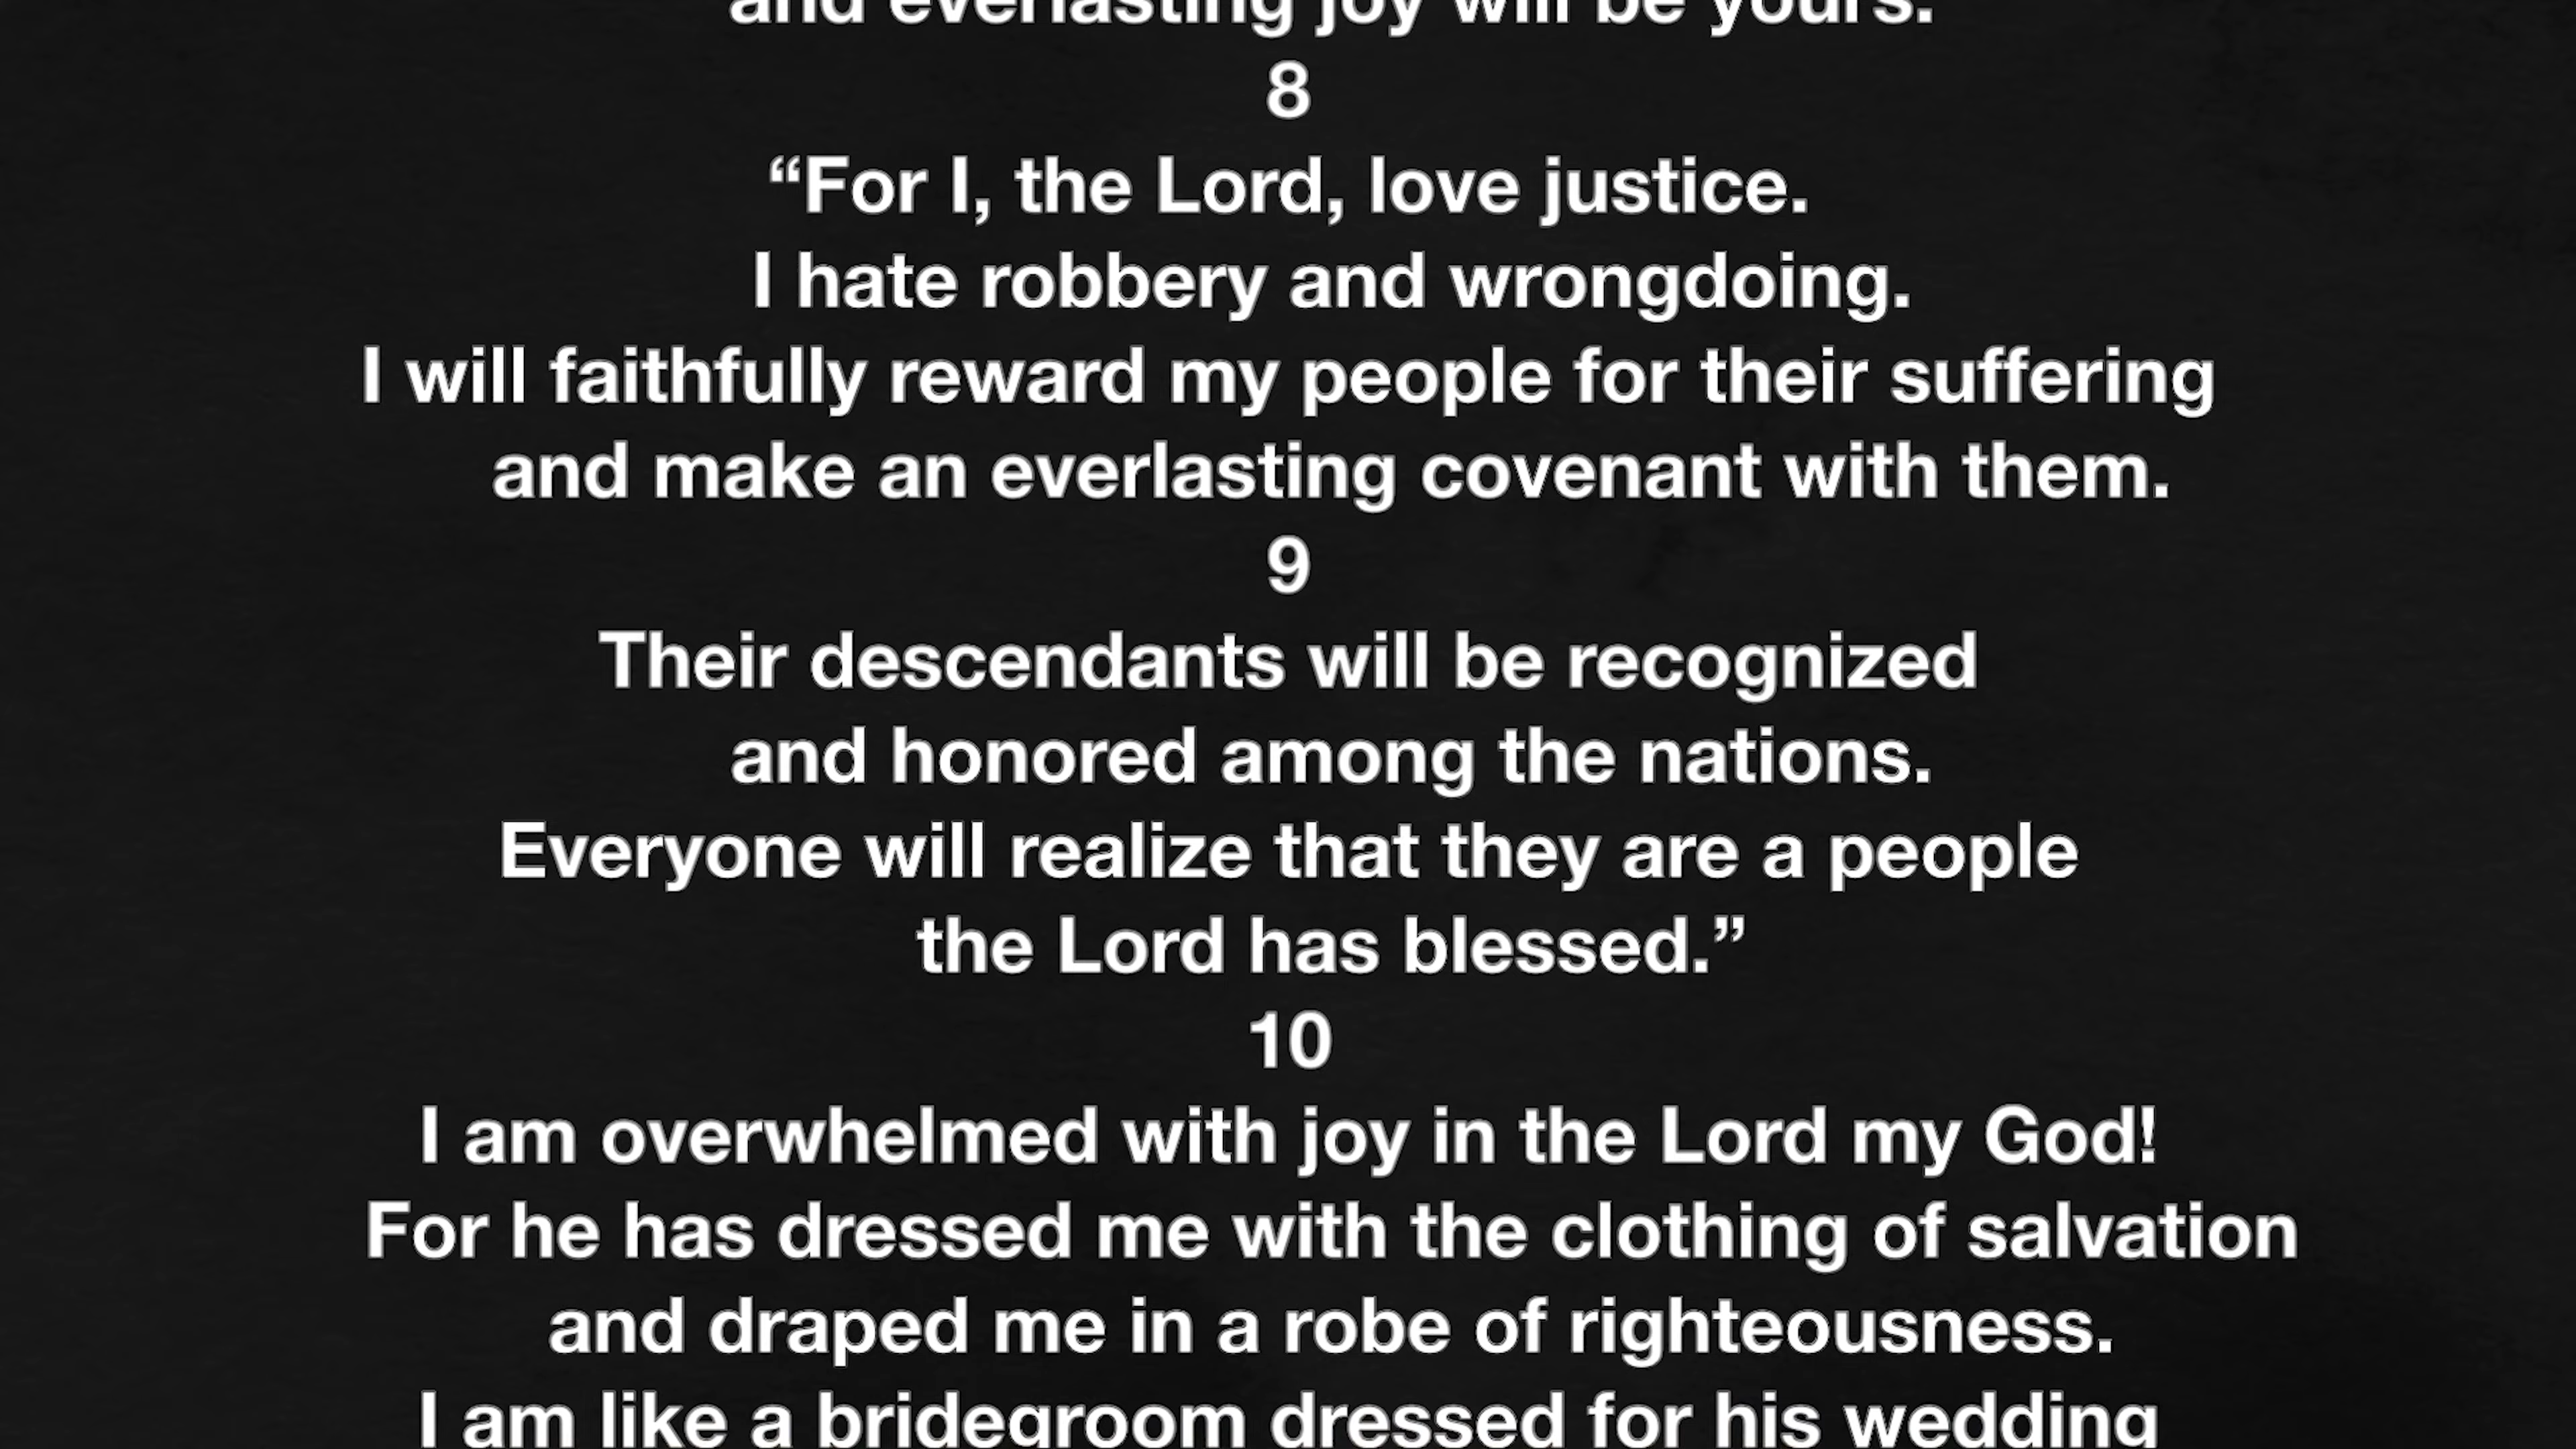 and everlasting joy will be yours.
8
“For I, the Lord, love justice.
I hate robbery and wrongdoing.
I will faithfully reward my people for their suffering
and make an everlasting covenant with them.
9
Their descendants will be recognized
and honored among the nations.
Everyone will realize that they are a people
the Lord has blessed.”
10
I am overwhelmed with joy in the Lord my God!
For he has dressed me with the clothing of salvation
and draped me in a robe of righteousness.
I am like a bridegroom dressed for his wedding